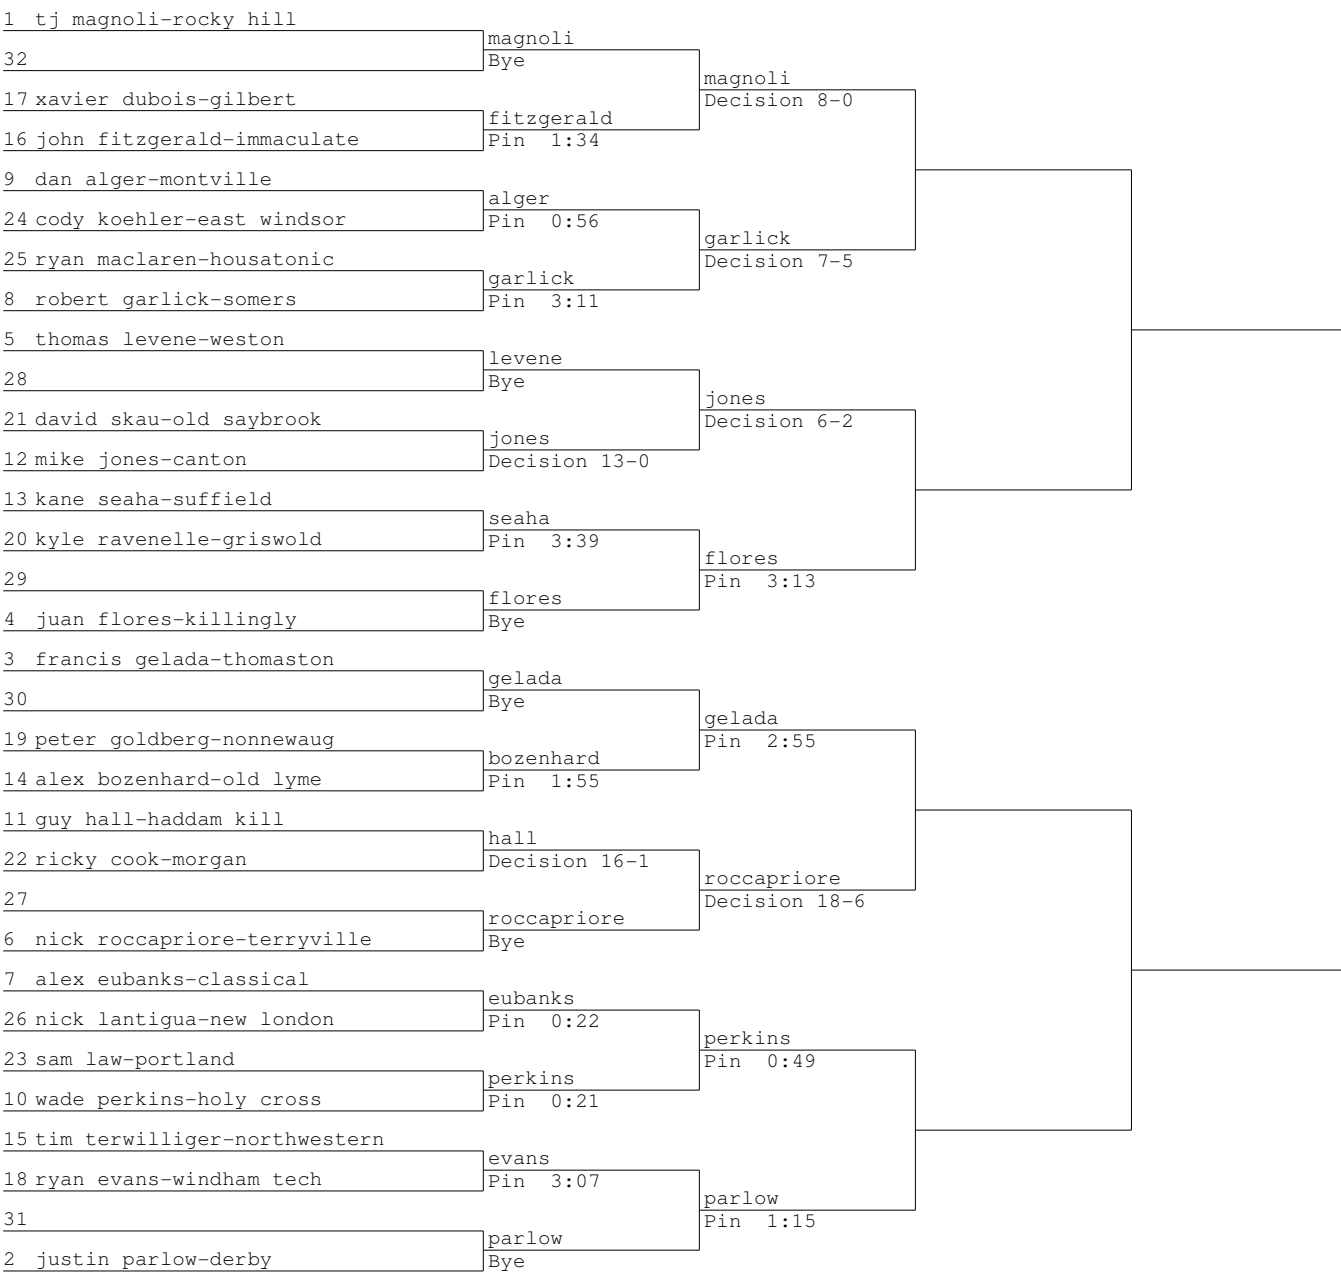 1 tj magnoli-rocky hill
magnoli
32
Bye
magnoli
17 xavier dubois-gilbert
Decision 8-0
fitzgerald
16 john fitzgerald-immaculate
Pin 1:34
9 dan alger-montville
alger
24 cody koehler-east windsor
Pin 0:56
garlick
25 ryan maclaren-housatonic
Decision 7-5
garlick
8 robert garlick-somers
Pin 3:11
5 thomas levene-weston
levene
28
Bye
jones
21 david skau-old saybrook
Decision 6-2
jones
12 mike jones-canton
Decision 13-0
13 kane seaha-suffield
seaha
20 kyle ravenelle-griswold
Pin 3:39
flores
29
Pin 3:13
flores
4 juan flores-killingly
Bye
3 francis gelada-thomaston
gelada
30
Bye
gelada
19 peter goldberg-nonnewaug
Pin 2:55
bozenhard
14 alex bozenhard-old lyme
Pin 1:55
11 guy hall-haddam kill
hall
22 ricky cook-morgan
Decision 16-1
roccapriore
27
Decision 18-6
roccapriore
6 nick roccapriore-terryville
Bye
7 alex eubanks-classical
eubanks
26 nick lantigua-new london
Pin 0:22
perkins
23 sam law-portland
Pin 0:49
perkins
10 wade perkins-holy cross
Pin 0:21
15 tim terwilliger-northwestern
evans
18 ryan evans-windham tech
Pin 3:07
parlow
31
Pin 1:15
parlow
2 justin parlow-derby
Bye